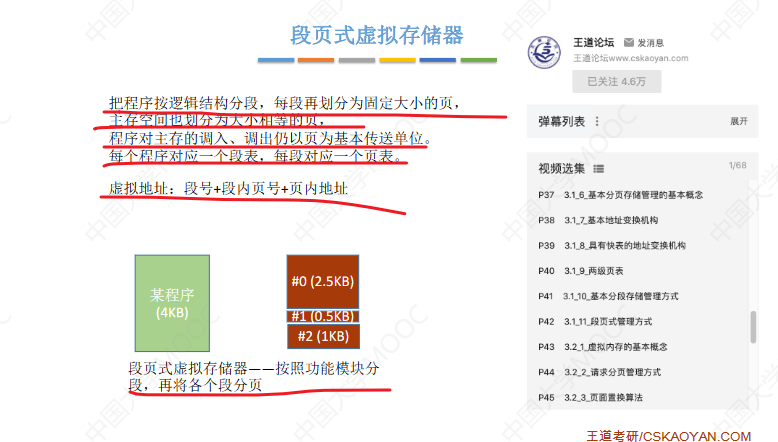 段页式虚拟存储器
把程序按逻辑结构分段，每段再划分为固定大小的页，
主存空间也划分为大小相等的页，
程序对主存的调入、调出仍以页为基本传送单位。
每个程序对应一个段表，每段对应一个页表。
虚拟地址：段号+段内页号+页内地址
某程序
(4KB)
#0 (2.5KB)
#1 (0.5KB)
#2 (1KB)
段页式虚拟存储器——按照功能模块分
段，再将各个段分页
王道论坛 发消息
王道论坛www.cskaoyan.com
已关注 4.6万
弹幕列表 展开
视频选集 1/68
P37 3.1_6_基本分页存储管理的基本概念
P38 3.1_7_基本地址变换机构
P39 3.1_8_具有快表的地址变换机构
P40 3.1_9_两级页表
P41 3.1_10_基本分段存储管理方式
P42 3.1_11_段页式管理方式
P43 3.2_1_虚拟内存的基本概念
P44 3.2_2_请求分页管理方式
P45 3.2_3_页面置换算法
王道考研/CSKAOYAN.COM
中国大学MOOC